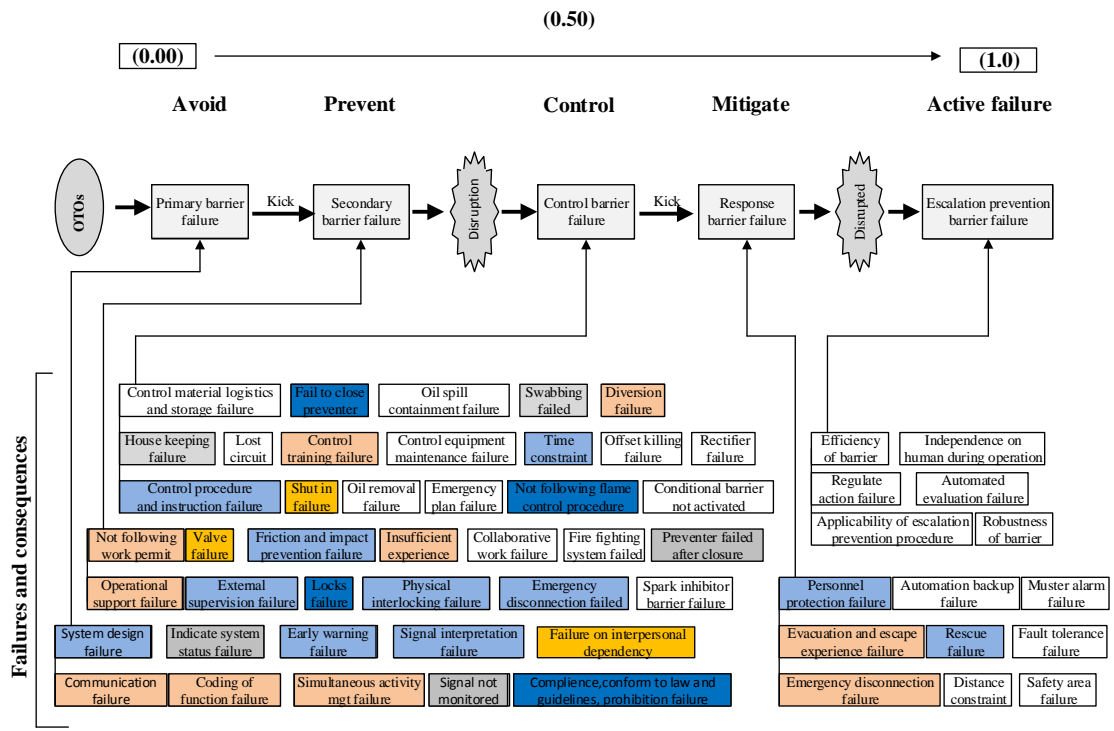 (0.50)
(0.00)
(1.0)
Avoid
Prevent
Control
Mitigate
Active failure
OTOs
Primary barrier
failure
Kick
Secondary
barrier failure
Disruption
Control barrier
failure
Kick
Response
barrier failure
Disrupted
Escalation prevention
barrier failure
Failures and consequences
Control material logistics
and storage failure
Fail to close
preventer
Oil spill
containment failure
Swabbing
failed
Diversion
failure
House keeping
failure
Lost
circuit
Control
training failure
Control equipment
maintenance failure
Time
constraint
Offset killing
failure
Rectifier
failure
Control procedure
and instruction failure
Shut in
failure
Oil removal
failure
Emergency
plan failure
Not following flame
control procedure
Conditional barrier
not activated
Not following
work permit
Valve
failure
Friction and impact
prevention failure
Insufficient
experience
Collaborative
work failure
Fire fighting
system failed
Preventer failed
after closure
Operational
support failure
External
supervision failure
Locks
failure
Physical
interlocking failure
Emergency
disconnection failed
Spark inhibitor
barrier failure
System design
failure
Indicate system
status failure
Early warning
failure
Signal interpretation
failure
Failure on interpersonal
dependency
Communication
failure
Coding of
function failure
Simultaneous activity
mgt failure
Signal not
monitored
Complience,conform to law and
guidelines, prohibition failure
Efficiency
of barrier
Independence on
human during operation
Regulate
action failure
Automated
evaluation failure
Applicability of escalation
prevention procedure
Robustness
of barrier
Personnel
protection failure
Automation backup
failure
Muster alarm
failure
Evacuation and escape
experience failure
Rescue
failure
Fault tolerance
failure
Emergency disconnection
failure
Distance
constraint
Safety area
failure